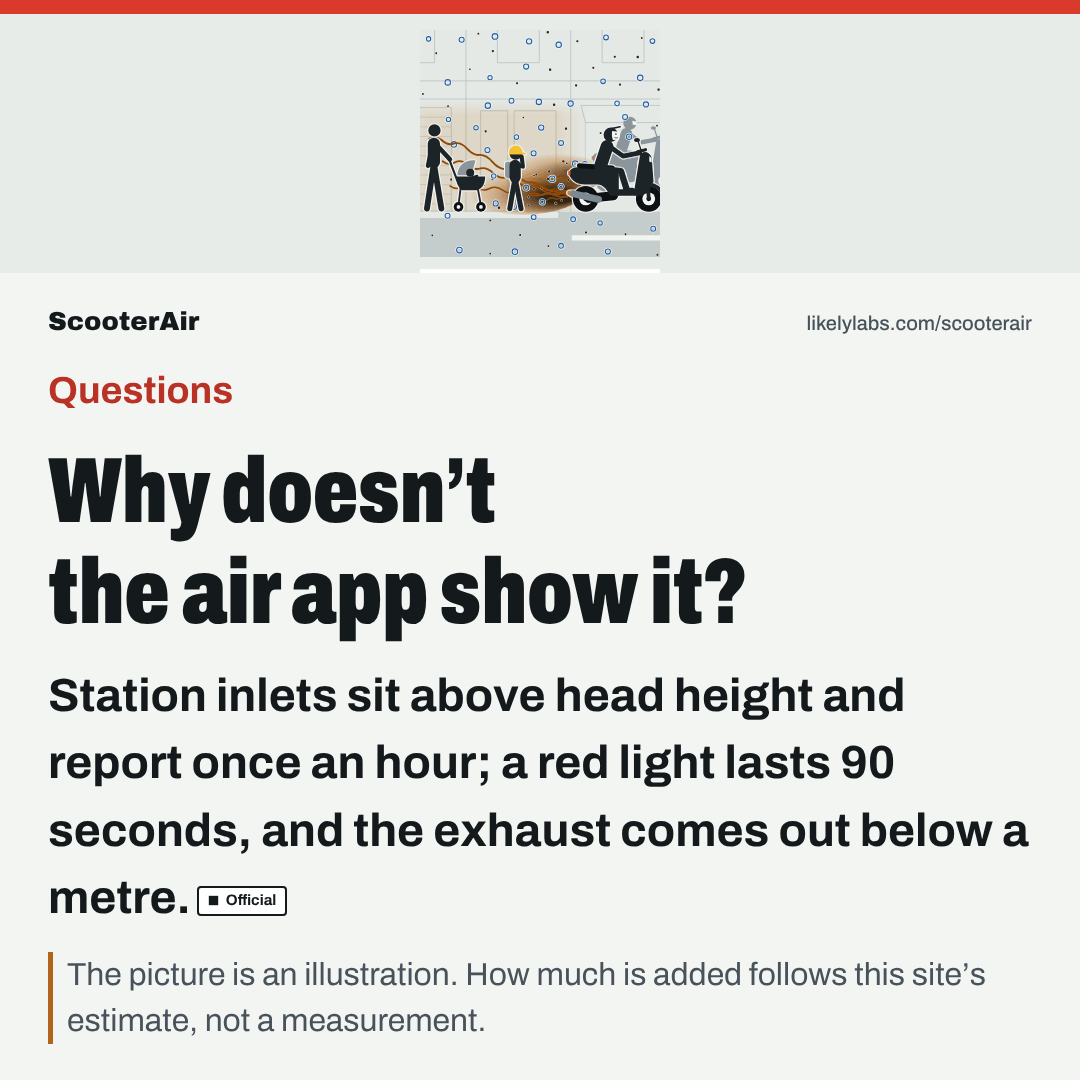 ScooterAir
likelylabs.com/scooterair
Questions
Why doesn’t
the air app show it?
Station inlets sit above head height and
report once an hour; a red light lasts 90
seconds, and the exhaust comes out below a
metre. ■ Official
The picture is an illustration. How much is added follows this site’s
estimate, not a measurement.